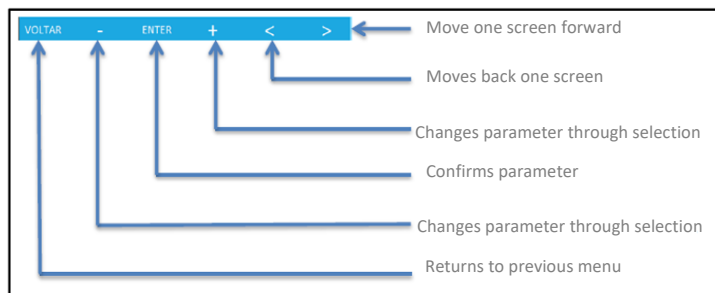 VOLTAR - ENTER + < >
Move one screen forward
Moves back one screen
Changes parameter through selection
Confirms parameter
Changes parameter through selection
Returns to previous menu